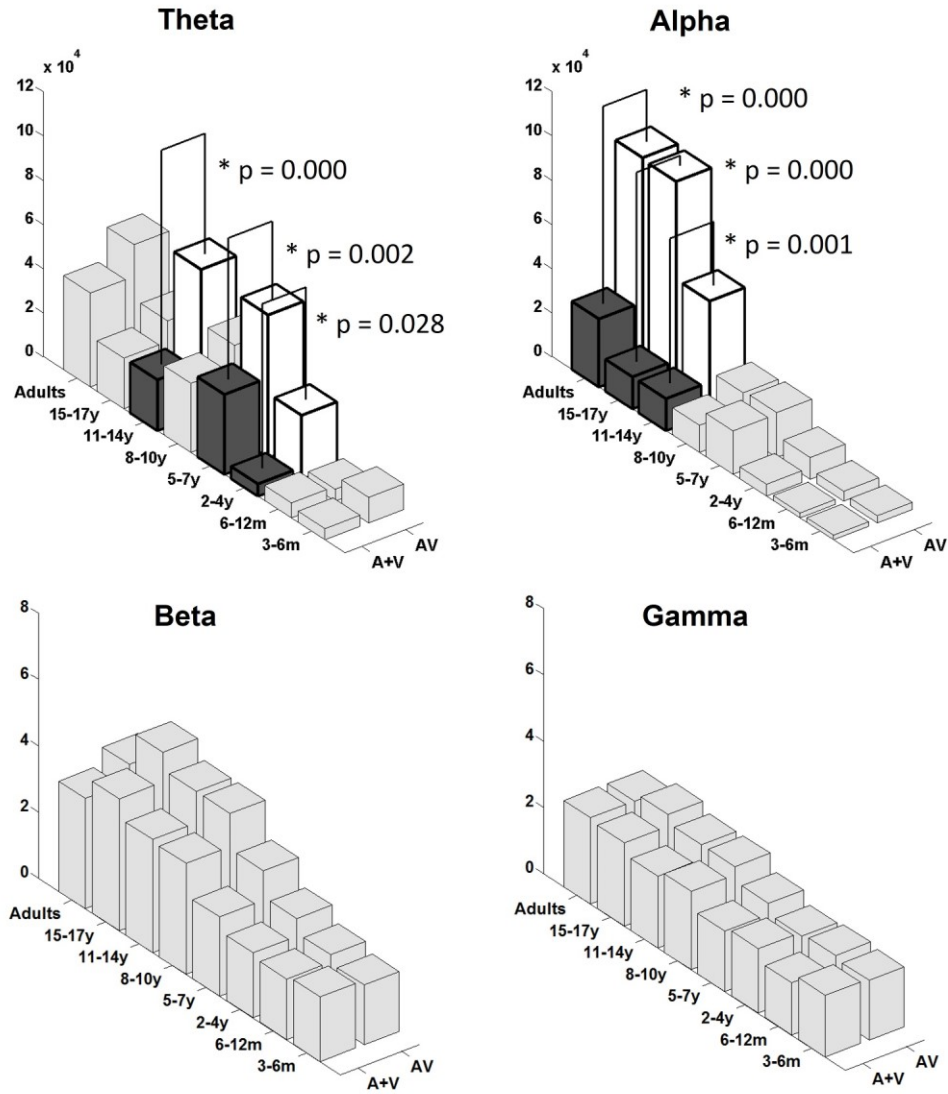 Theta
x 10^4
12
10
8
6
4
2
0
* p = 0.000
* p = 0.002
* p = 0.028
Adults
15-17y
11-14y
8-10y
5-7y
2-4y
6-12m
3-6m
A+V
AV
Alpha
x 10^4
12
10
8
6
4
2
0
* p = 0.000
* p = 0.000
* p = 0.001
Adults
15-17y
11-14y
8-10y
5-7y
2-4y
6-12m
3-6m
A+V
AV
Beta
8
6
4
2
0
Adults
15-17y
11-14y
8-10y
5-7y
2-4y
6-12m
3-6m
A+V
AV
Gamma
8
6
4
2
0
Adults
15-17y
11-14y
8-10y
5-7y
2-4y
6-12m
3-6m
A+V
AV